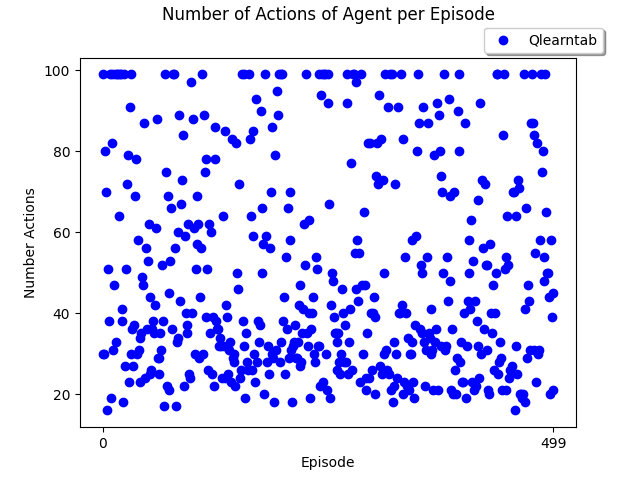 Number of Actions of Agent per Episode
Qlearntab
100
80
60
40
20
Number Actions
0
499
Episode